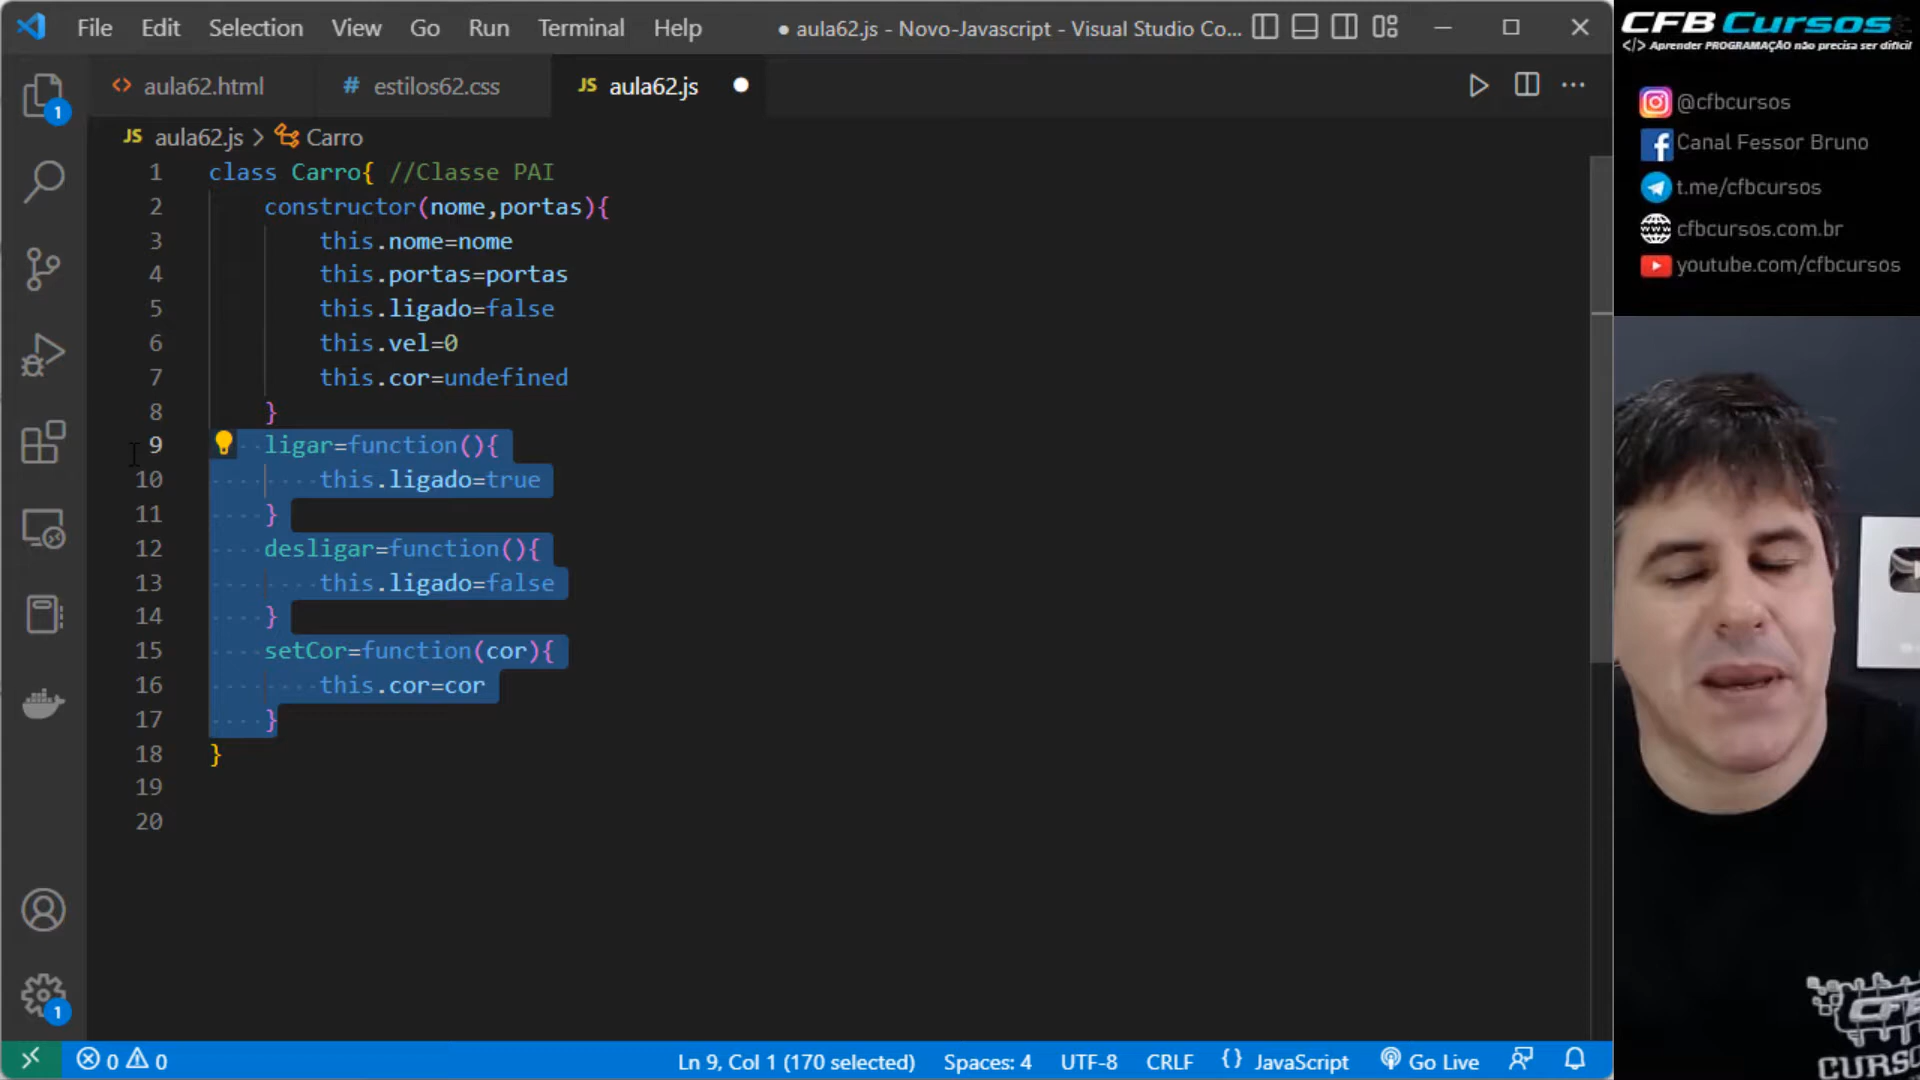 File Edit Selection View Go Run Terminal Help ● aula62.js - Novo-Javascript - Visual Studio Co...
<> aula62.html # estilos62.css JS aula62.js ●
JS aula62.js > Carro
1 class Carro{ //Classe PAI
2 constructor(nome,portas){
3 this.nome=nome
4 this.portas=portas
5 this.ligado=false
6 this.vel=0
7 this.cor=undefined
8 }
9 ligar=function(){
10 this.ligado=true
11 }
12 desligar=function(){
13 this.ligado=false
14 }
15 setCor=function(cor){
16 this.cor=cor
17 }
18 }
19
20
1
1
0 0 Ln 9, Col 1 (170 selected) Spaces: 4 UTF-8 CRLF {} JavaScript Go Live
CFB Cursos
</> Aprender PROGRAMAÇÃO não precisa ser difícil
@cfbcursos
Canal Fessor Bruno
t.me/cfbcursos
cfbcursos.com.br
youtube.com/cfbcursos